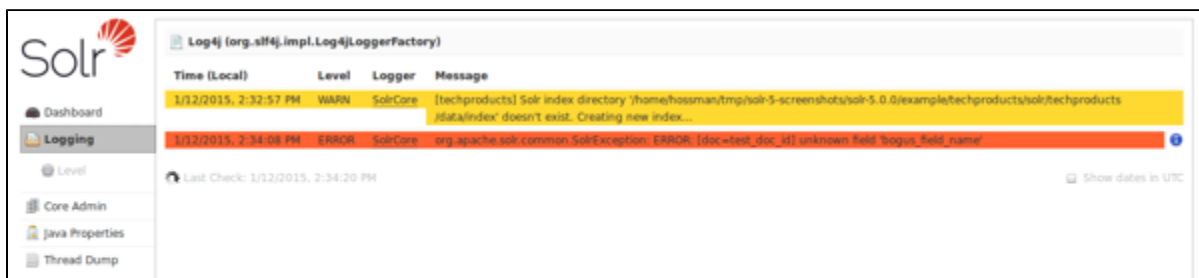 Solr
Dashboard
Logging
Level
Core Admin
Java Properties
Thread Dump
Log4j (org.slf4j.impl.Log4jLoggerFactory)
Time (Local) Level Logger Message
1/12/2015, 2:32:57 PM WARN SolrCore [techproducts] Solr index directory '/home/hossman/tmp/solr-5-screenshots/solr-5.0.0/example/techproducts/solr/techproducts
/data/index' doesn't exist. Creating new index...
1/12/2015, 2:34:08 PM ERROR SolrCore org.apache.solr.common.SolrException: ERROR: [doc=test_doc_id] unknown field 'bogus_field_name'
Last Check: 1/12/2015, 2:34:20 PM
Show dates in UTC